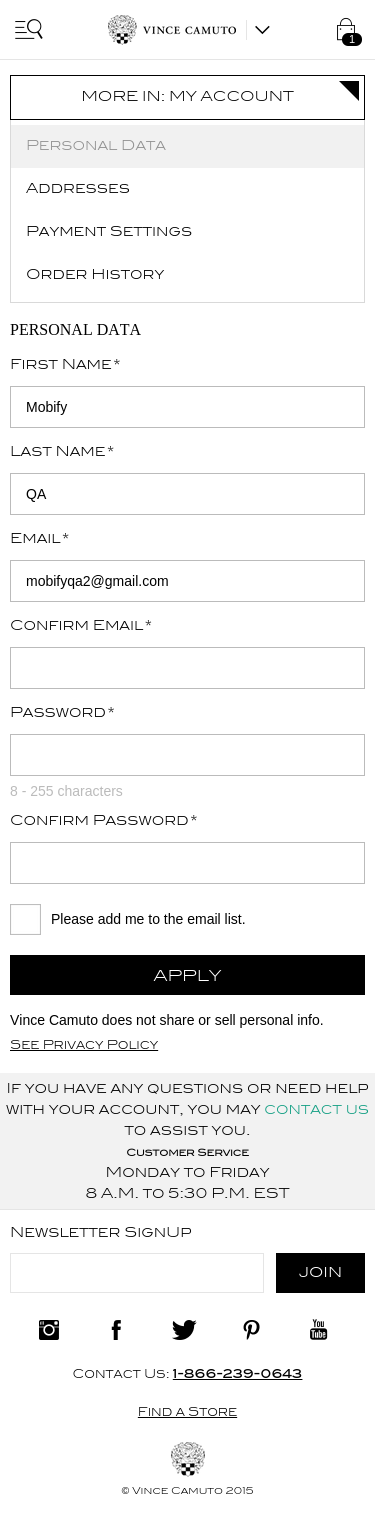 VINCE CAMUTO
1
MORE IN: MY ACCOUNT
Personal Data
Addresses
Payment Settings
Order History
PERSONAL DATA
First Name*
Mobify
Last Name*
QA
Email*
mobifyqa2@gmail.com
Confirm Email*
Password*
8 - 255 characters
Confirm Password*
Please add me to the email list.
APPLY
Vince Camuto does not share or sell personal info.
See Privacy Policy
If you have any questions or need help
with your account, you may contact us
to assist you.
Customer Service
Monday to Friday
8 A.M. to 5:30 P.M. EST
Newsletter SignUp
JOIN
You Tube
Contact Us: 1-866-239-0643
Find a Store
© Vince Camuto 2015